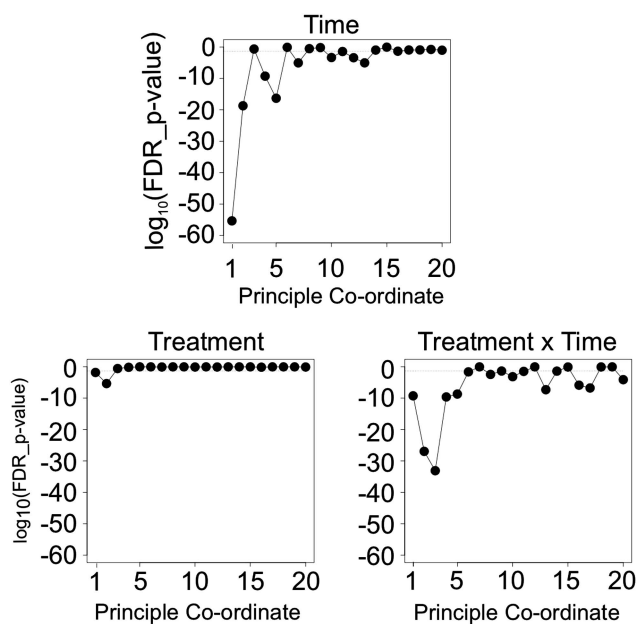 Time
log₁₀(FDR_p-value)
0
-10
-20
-30
-40
-50
-60
1 5 10 15 20
Principle Co-ordinate
Treatment
log10(FDR_p-value)
0
-10
-20
-30
-40
-50
-60
1 5 10 15 20
Principle Co-ordinate
Treatment x Time
0
-10
-20
-30
-40
-50
-60
1 5 10 15 20
Principle Co-ordinate